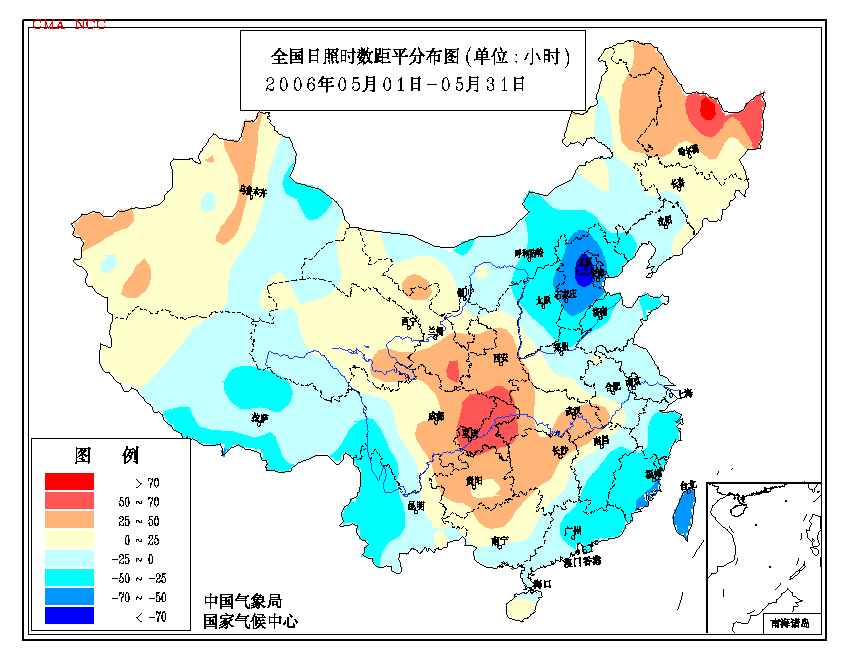 CMA NCC
全国日照时数距平分布图(单位:小时)
2006年05月01日-05月31日
哈尔滨
长春
乌鲁木齐
沈阳
呼和浩特
北京
天津
银川
石家庄
太原
济南
西宁
兰州
郑州
西安
合肥
南京
上海
拉萨
成都
武汉
重庆
南昌
长沙
贵阳
福州
台北
昆明
广州
南宁
澳门 香港
海口
图 例
> 70
50 ~ 70
25 ~ 50
0 ~ 25
-25 ~ 0
-50 ~ -25
-70 ~ -50
< -70
中国气象局
国家气候中心
南海诸岛